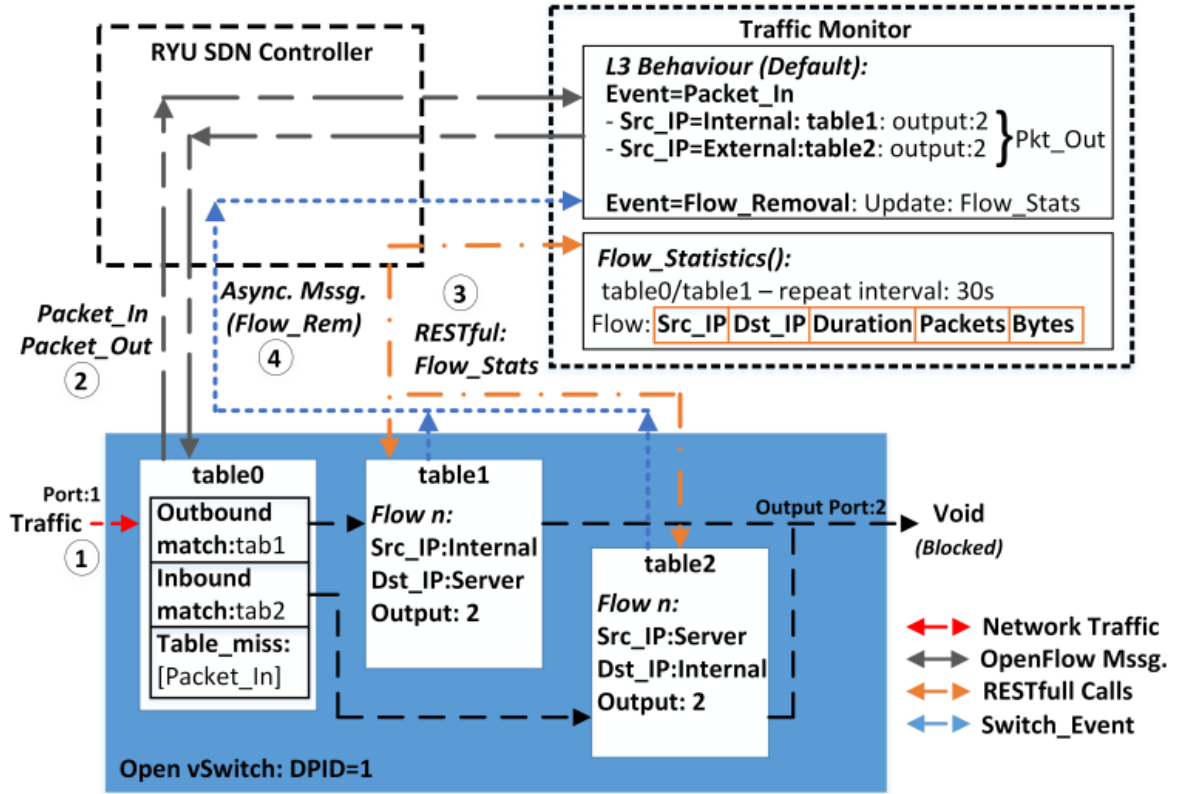 RYU SDN Controller
Traffic Monitor
L3 Behaviour (Default):
Event=Packet_In
- Src_IP=Internal: table1: output:2
- Src_IP=External:table2: output:2
}Pkt_Out
Event=Flow_Removal: Update: Flow_Stats
Flow_Statistics():
table0/table1 – repeat interval: 30s
Flow: Src_IP Dst_IP Duration Packets Bytes
Packet_In
Packet_Out
2
Async. Mssg.
(Flow_Rem)
4
3
RESTful:
Flow_Stats
Port:1
Traffic
1
table0
Outbound
match:tab1
Inbound
match:tab2
Table_miss:
[Packet_In]
table1
Flow n:
Src_IP:Internal
Dst_IP:Server
Output: 2
table2
Flow n:
Src_IP:Server
Dst_IP:Internal
Output: 2
Output Port:2
Void
(Blocked)
Network Traffic
OpenFlow Mssg.
RESTfull Calls
Switch_Event
Open vSwitch: DPID=1